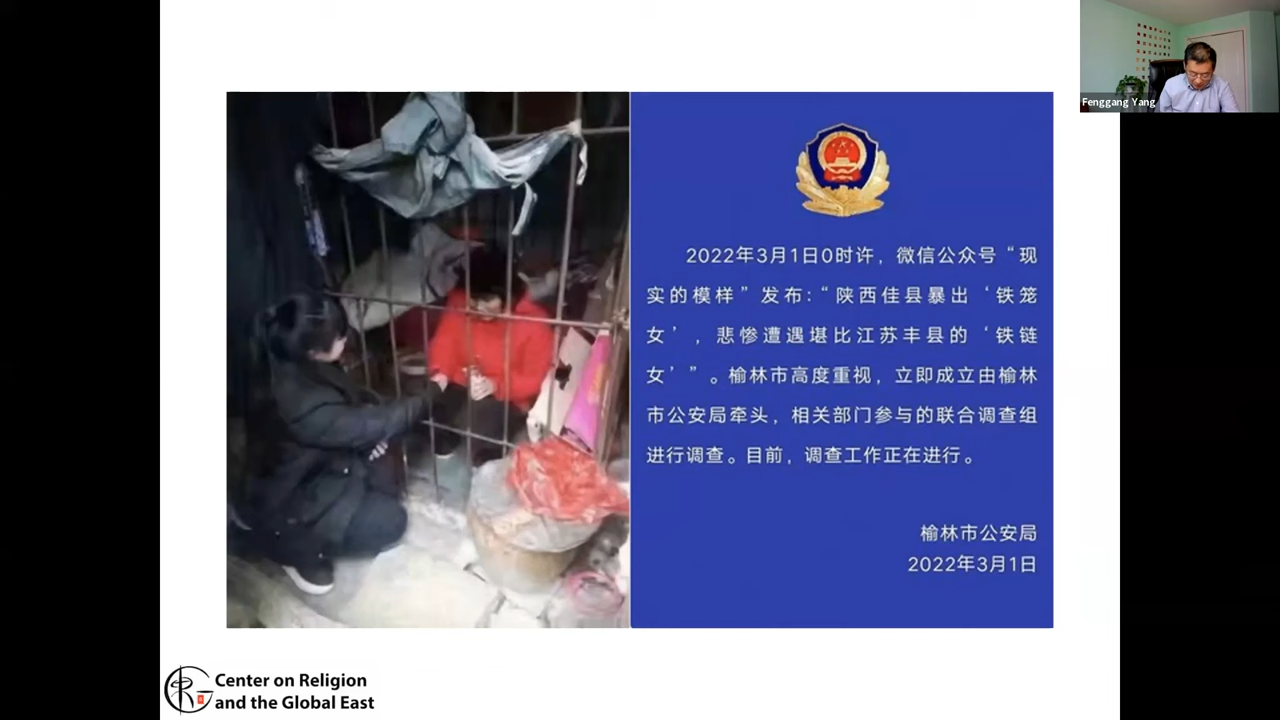 Fenggang Yang
2022年3月1日0时许，微信公众号“现
实的模样”发布：“陕西佳县暴出‘铁笼
女’，悲惨遭遇堪比江苏丰县的‘铁链
女’”。榆林市高度重视，立即成立由榆林
市公安局牵头，相关部门参与的联合调查组
进行调查。目前，调查工作正在进行。
榆林市公安局
2022年3月1日
Center on Religion
and the Global East